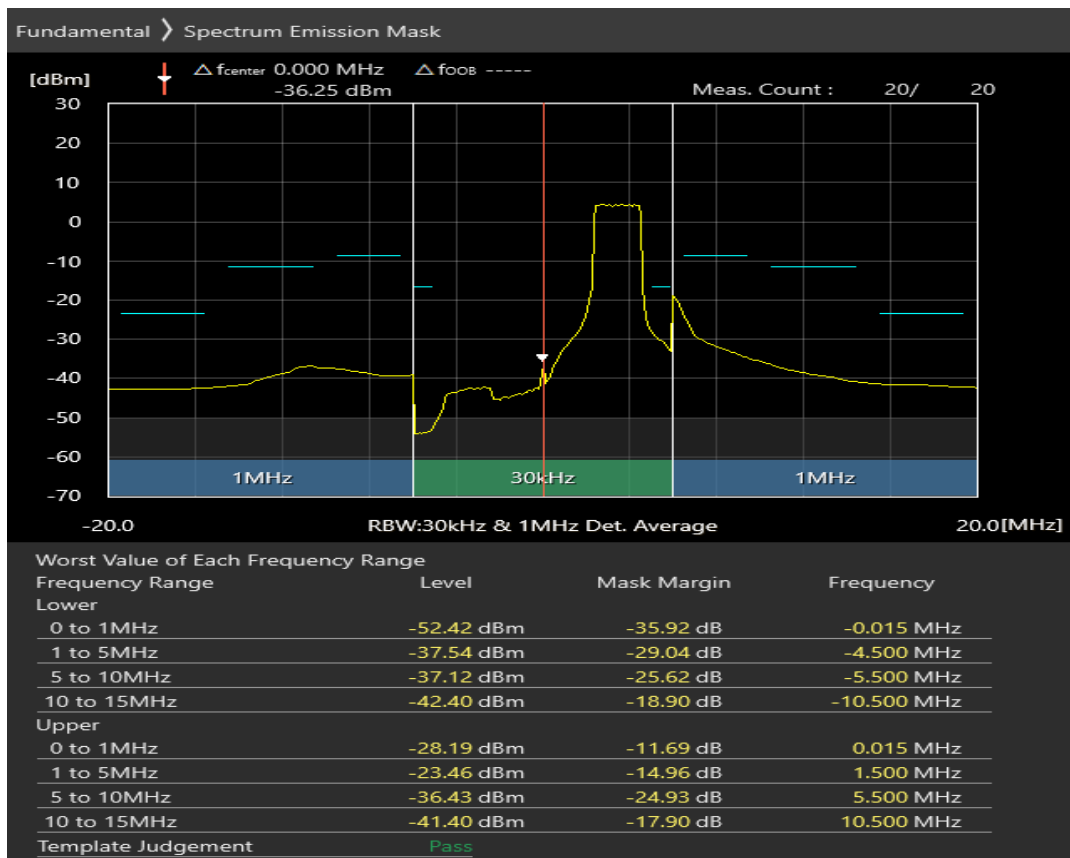 Fundamental ❯ Spectrum Emission Mask
[dBm] △ fcenter 0.000 MHz △ fOOB -----
-36.25 dBm Meas. Count : 20/ 20
30
20
10
0
-10
-20
-30
-40
-50
-60
-70
1MHz 30kHz 1MHz
-20.0 RBW:30kHz & 1MHz Det. Average 20.0[MHz]
Worst Value of Each Frequency Range
Frequency Range Level Mask Margin Frequency
Lower
0 to 1MHz -52.42 dBm -35.92 dB -0.015 MHz
1 to 5MHz -37.54 dBm -29.04 dB -4.500 MHz
5 to 10MHz -37.12 dBm -25.62 dB -5.500 MHz
10 to 15MHz -42.40 dBm -18.90 dB -10.500 MHz
Upper
0 to 1MHz -28.19 dBm -11.69 dB 0.015 MHz
1 to 5MHz -23.46 dBm -14.96 dB 1.500 MHz
5 to 10MHz -36.43 dBm -24.93 dB 5.500 MHz
10 to 15MHz -41.40 dBm -17.90 dB 10.500 MHz
Template Judgement Pass